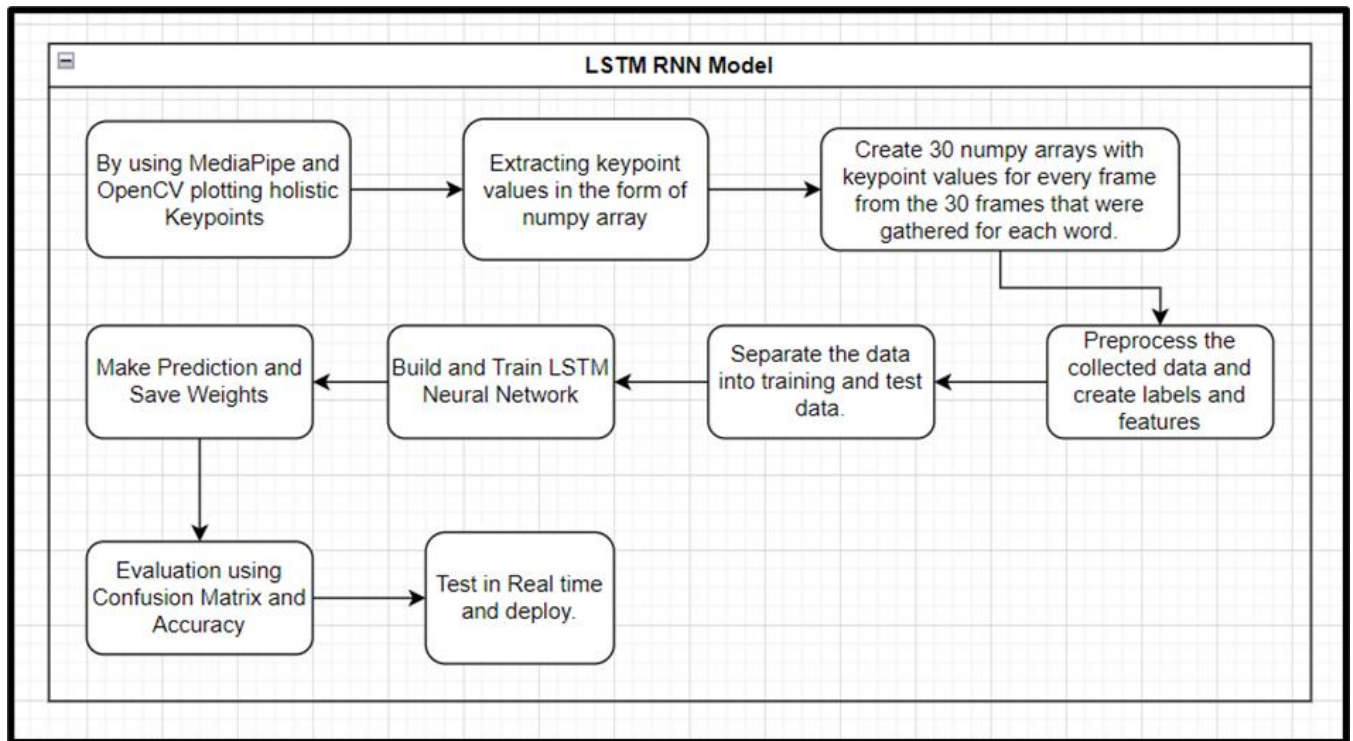 LSTM RNN Model
By using MediaPipe and
OpenCV plotting holistic
Keypoints
Extracting keypoint
values in the form of
numpy array
Create 30 numpy arrays with
keypoint values for every frame
from the 30 frames that were
gathered for each word.
Preprocess the
collected data and
create labels and
features
Separate the data
into training and test
data.
Build and Train LSTM
Neural Network
Make Prediction and
Save Weights
Evaluation using
Confusion Matrix and
Accuracy
Test in Real time
and deploy.